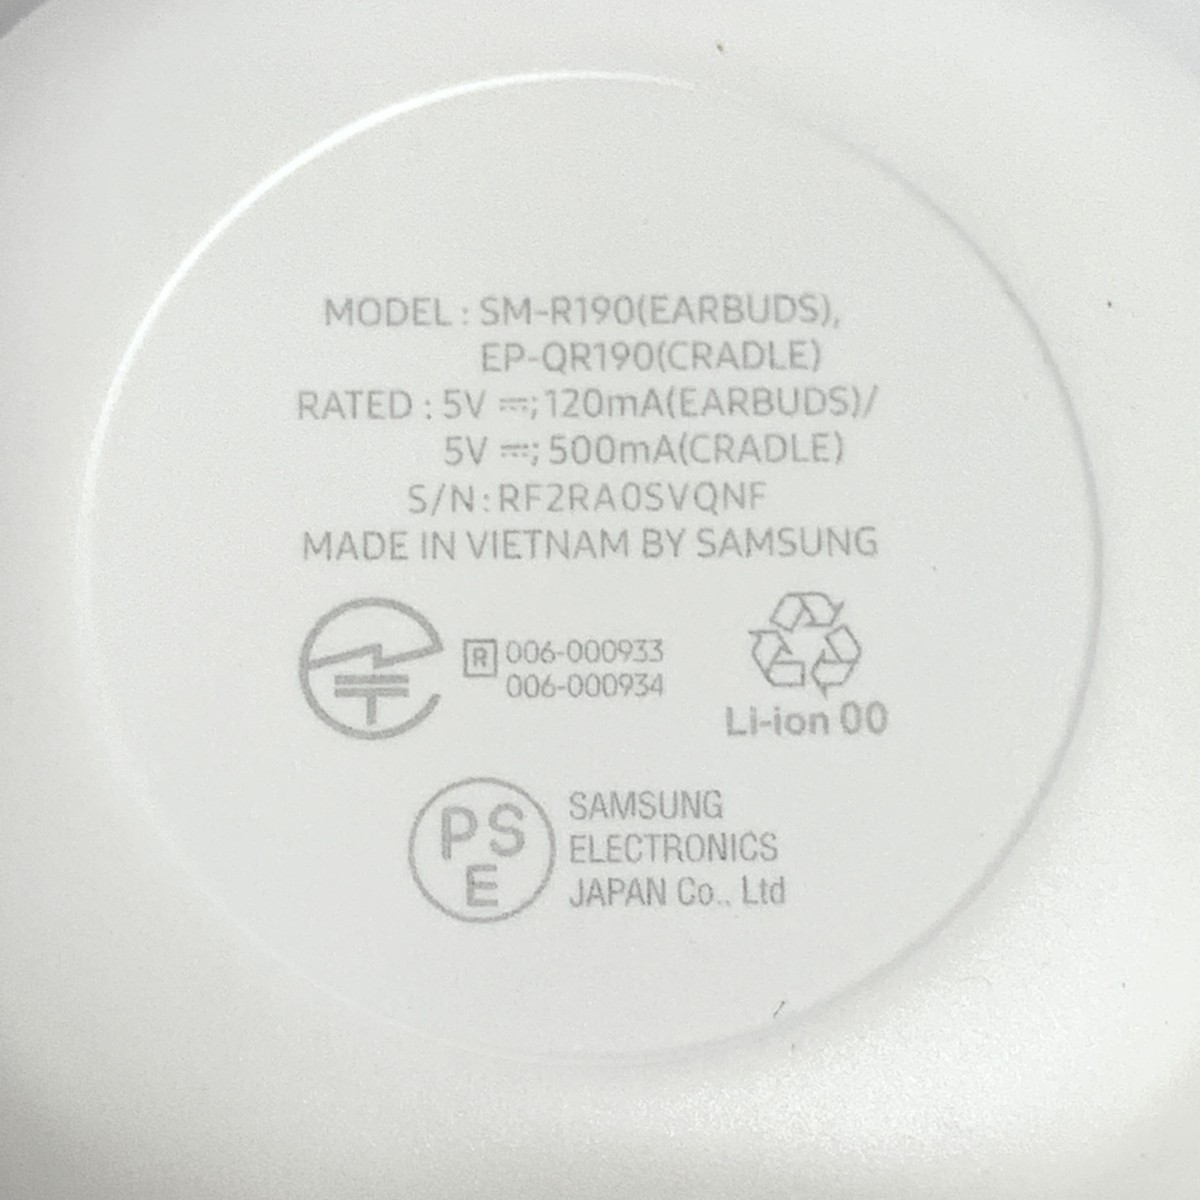 MODEL : SM-R190(EARBUDS),
EP-QR190(CRADLE)
RATED : 5V ⎓; 120mA(EARBUDS)/
5V ⎓; 500mA(CRADLE)
S/N : RF2RA0SVQNF
MADE IN VIETNAM BY SAMSUNG
R 006-000933
006-000934
Li-ion 00
PS
E
SAMSUNG
ELECTRONICS
JAPAN Co., Ltd